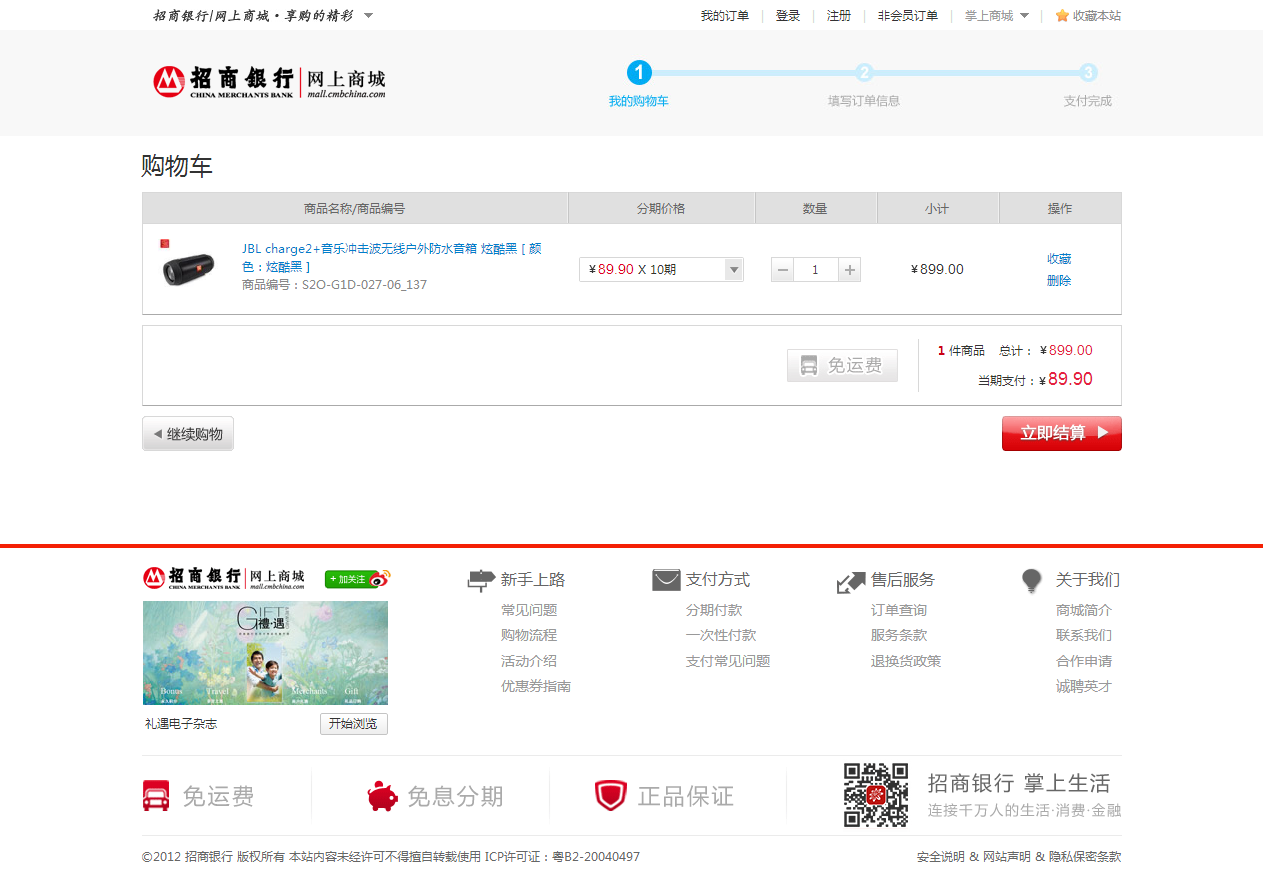 招商银行|网上商城·享购的精彩
我的订单 登录 注册 非会员订单 掌上商城 收藏本站
招商银行 网上商城
CHINA MERCHANTS BANK mall.cmbchina.com
1 2 3
我的购物车 填写订单信息 支付完成
购物车
商品名称/商品编号 分期价格 数量 小计 操作
JBL charge2+音乐冲击波无线户外防水音箱 炫酷黑 [ 颜
色：炫酷黑 ]
商品编号：S2O-G1D-027-06_137
¥ 89.90 X 10期
1
¥ 899.00
收藏
删除
免运费
1 件商品 总计： ¥ 899.00
当期支付：¥ 89.90
继续购物
立即结算
招商银行 网上商城
CHINA MERCHANTS BANK mall.cmbchina.com
+ 加关注
GIFT
禮·遇
Bonus Travel Merchants Gift
礼遇电子杂志
开始浏览
新手上路
常见问题
购物流程
活动介绍
优惠券指南
支付方式
分期付款
一次性付款
支付常见问题
售后服务
订单查询
服务条款
退换货政策
关于我们
商城简介
联系我们
合作申请
诚聘英才
免运费
免息分期
正品保证
招商银行 掌上生活
连接千万人的生活·消费·金融
©2012 招商银行 版权所有 本站内容未经许可不得擅自转载使用 ICP许可证：粤B2-20040497
安全说明 & 网站声明 & 隐私保密条款